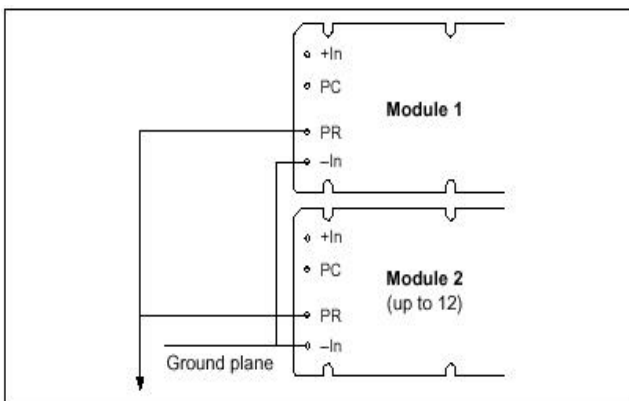 +In
PC
Module 1
PR
–In
+In
PC
Module 2
(up to 12)
PR
–In
Ground plane